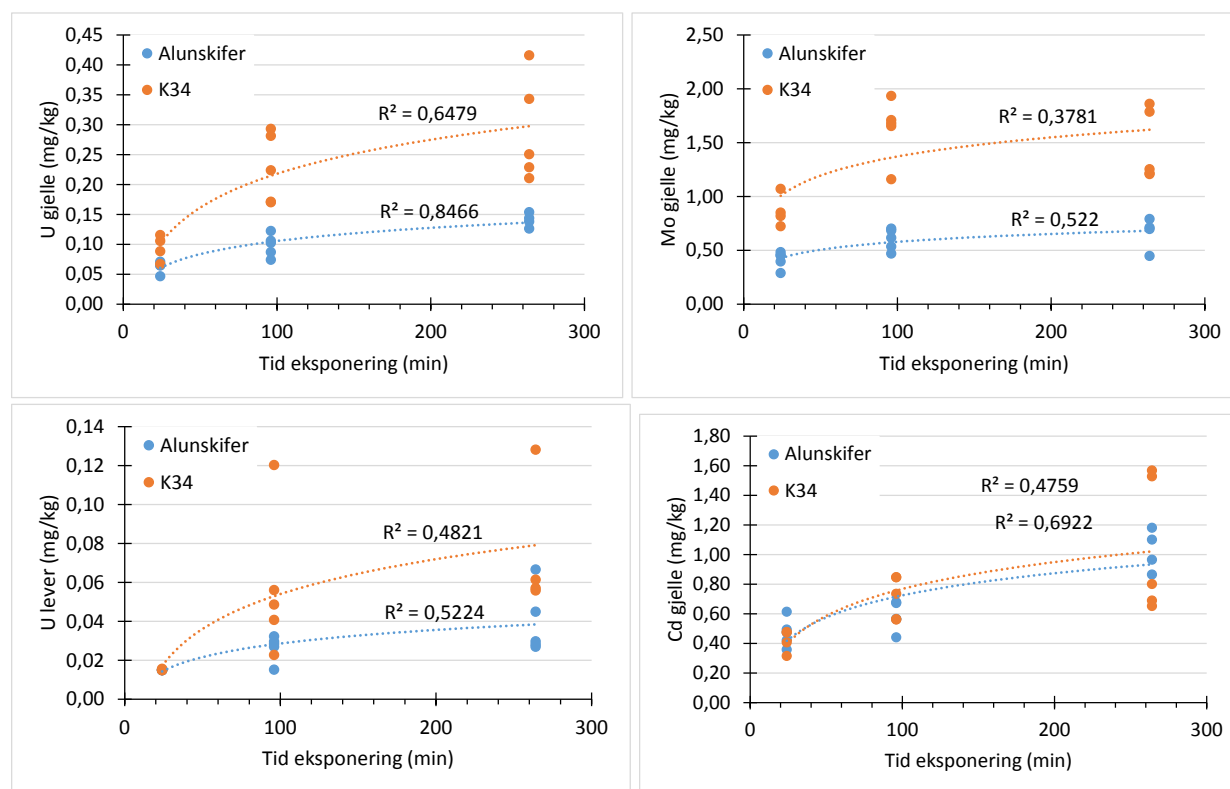 0,45
0,40
0,35
0,30
0,25
0,20
0,15
0,10
0,05
0,00
U gjelle (mg/kg)
Alunskifer
K34
R² = 0,6479
R² = 0,8466
0 100 200 300
Tid eksponering (min)
2,50
2,00
1,50
1,00
0,50
0,00
Mo gjelle (mg/kg)
Alunskifer
K34
R² = 0,3781
R² = 0,522
0 100 200 300
Tid eksponering (min)
0,14
0,12
0,10
0,08
0,06
0,04
0,02
0,00
U lever (mg/kg)
Alunskifer
K34
R² = 0,4821
R² = 0,5224
0 100 200 300
Tid eksponering (min)
1,80
1,60
1,40
1,20
1,00
0,80
0,60
0,40
0,20
0,00
Cd gjelle (mg/kg)
Alunskifer
K34
R² = 0,4759
R² = 0,6922
0 100 200 300
Tid eksponering (min)